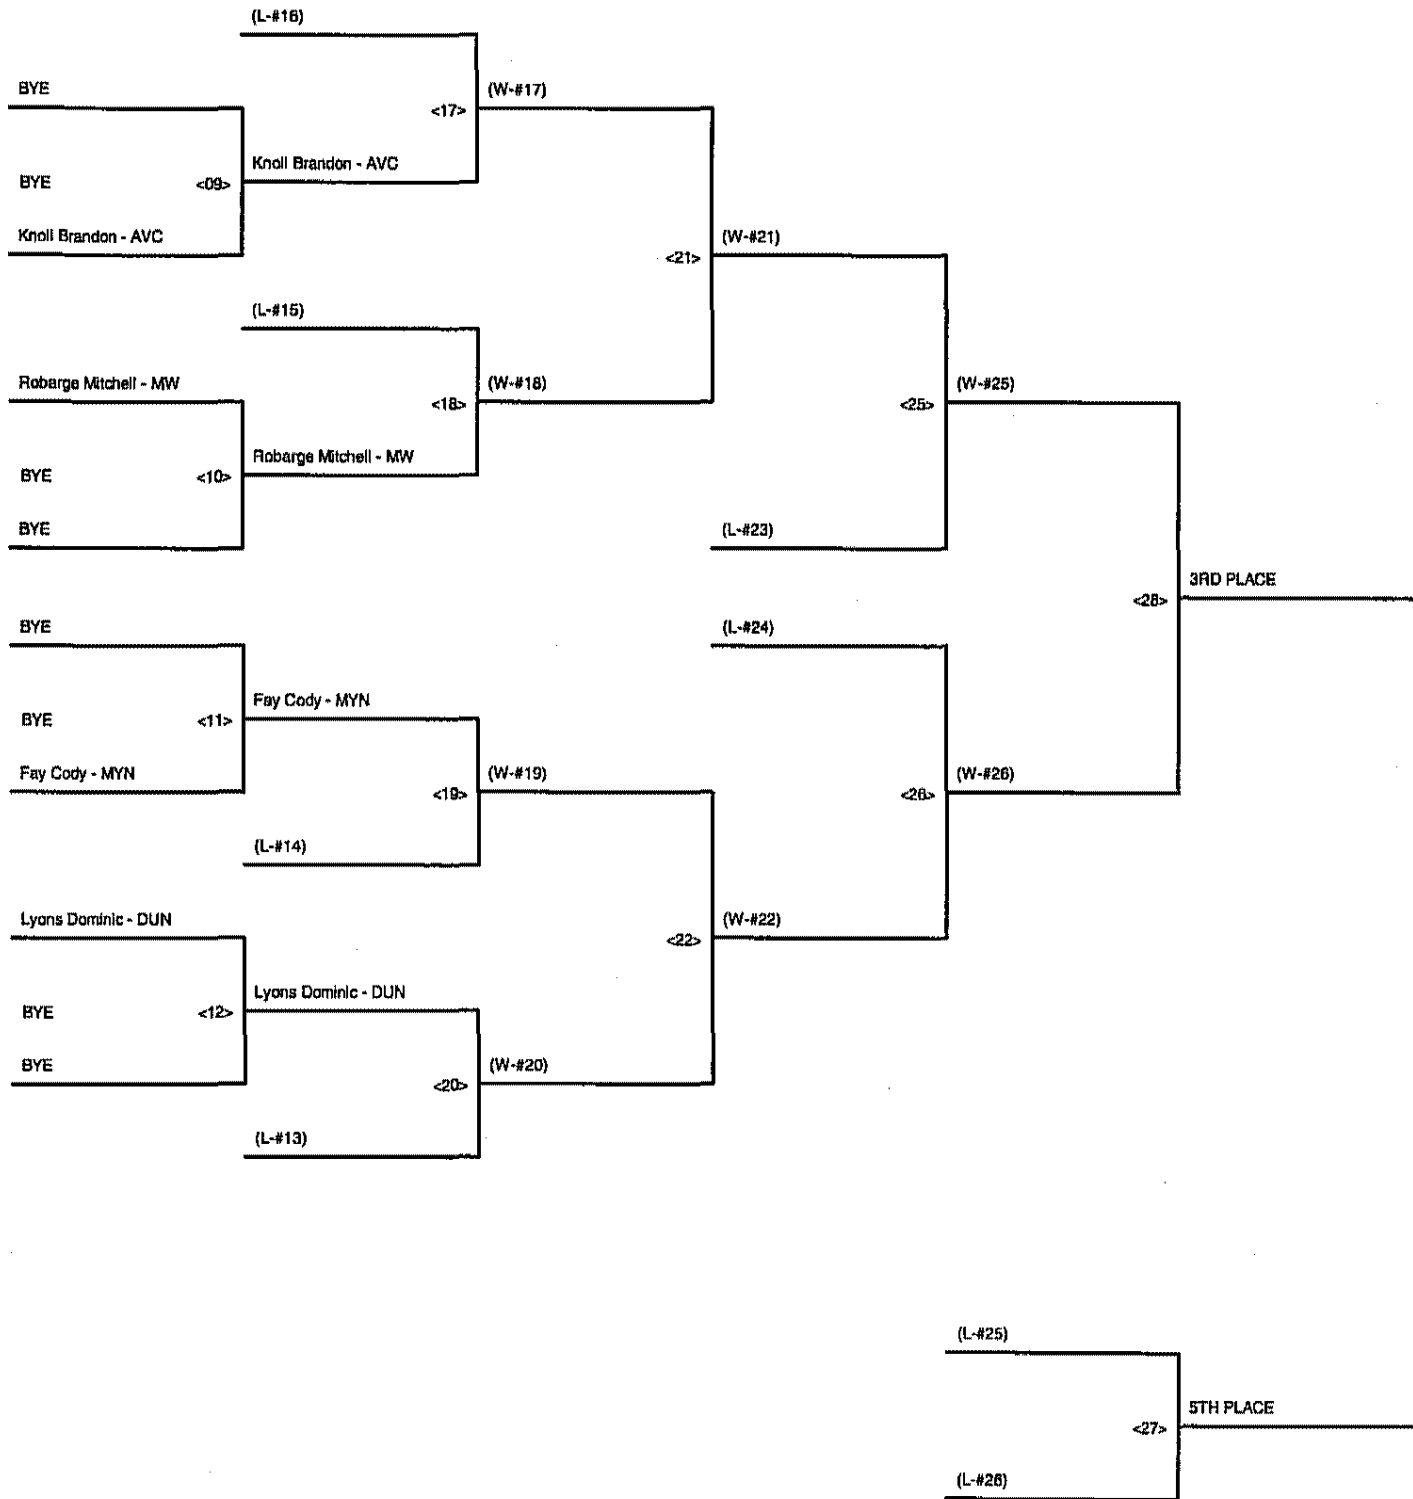 (L-#16)
BYE
(W-#17)
<17>
Knoll Brandon - AVC
BYE
<09>
Knoll Brandon - AVC
(W-#21)
<21>
(L-#15)
Robarge Mitchell - MW
(W-#18)
(W-#25)
<18>
<25>
Robarge Mitchell - MW
BYE
<10>
BYE
(L-#23)
3RD PLACE
<28>
BYE
(L-#24)
Fay Cody - MYN
BYE
<11>
Fay Cody - MYN
(W-#19)
(W-#26)
<19>
<26>
(L-#14)
Lyons Dominic - DUN
(W-#22)
<22>
Lyons Dominic - DUN
BYE
<12>
BYE
(W-#20)
<20>
(L-#13)
(L-#25)
5TH PLACE
<27>
(L-#26)